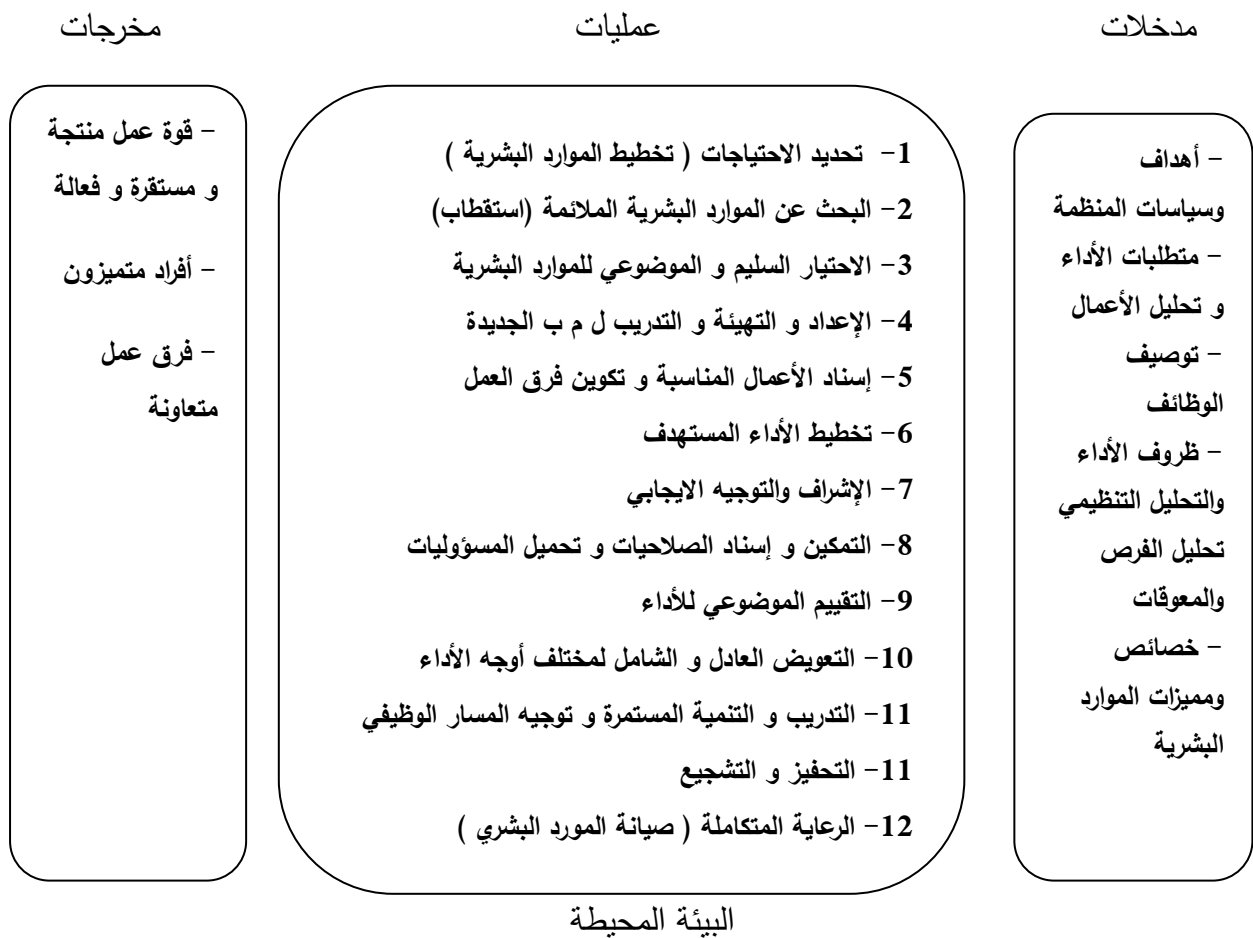 مدخلات
عمليات
مخرجات
- أهداف
وسياسات المنظمة
- متطلبات الأداء
و تحليل الأعمال
- توصيف
الوظائف
- ظروف الأداء
والتحليل التنظيمي
تحليل الفرص
والمعوقات
- خصائص
ومميزات الموارد
البشرية
1- تحديد الاحتياجات ( تخطيط الموارد البشرية )
2- البحث عن الموارد البشرية الملائمة (استقطاب)
3- الاحتيار السليم و الموضوعي للموارد البشرية
4- الإعداد و التهيئة و التدريب ل م ب الجديدة
5- إسناد الأعمال المناسبة و تكوين فرق العمل
6- تخطيط الأداء المستهدف
7- الإشراف والتوجيه الايجابي
8- التمكين و إسناد الصلاحيات و تحميل المسؤوليات
9- التقييم الموضوعي للأداء
10- التعويض العادل و الشامل لمختلف أوجه الأداء
11- التدريب و التنمية المستمرة و توجيه المسار الوظيفي
11- التحفيز و التشجيع
12- الرعاية المتكاملة ( صيانة المورد البشري )
- قوة عمل منتجة
و مستقرة و فعالة
- أفراد متميزون
- فرق عمل
متعاونة
البيئة المحيطة